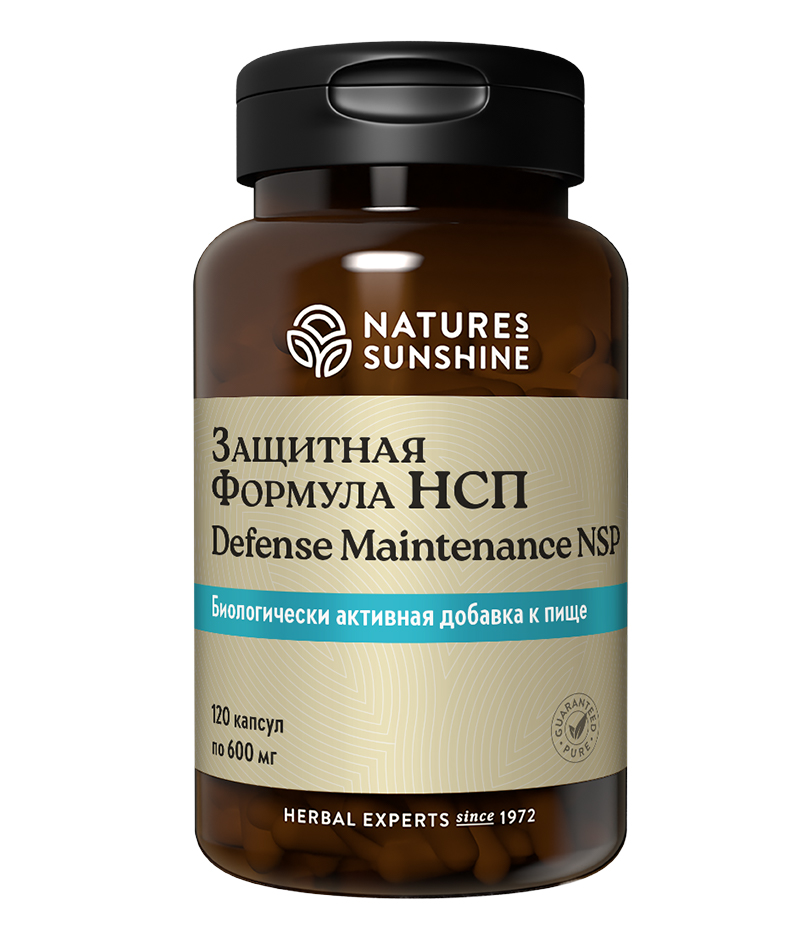 NATURES
SUNSHINE
ЗАЩИТНАЯ
ФОРМУЛА НСП
Defense Maintenance NSP
Биологически активная добавка к пище
120 капсул
по 600 мг
GUARANTEED
PURE
HERBAL EXPERTS since 1972